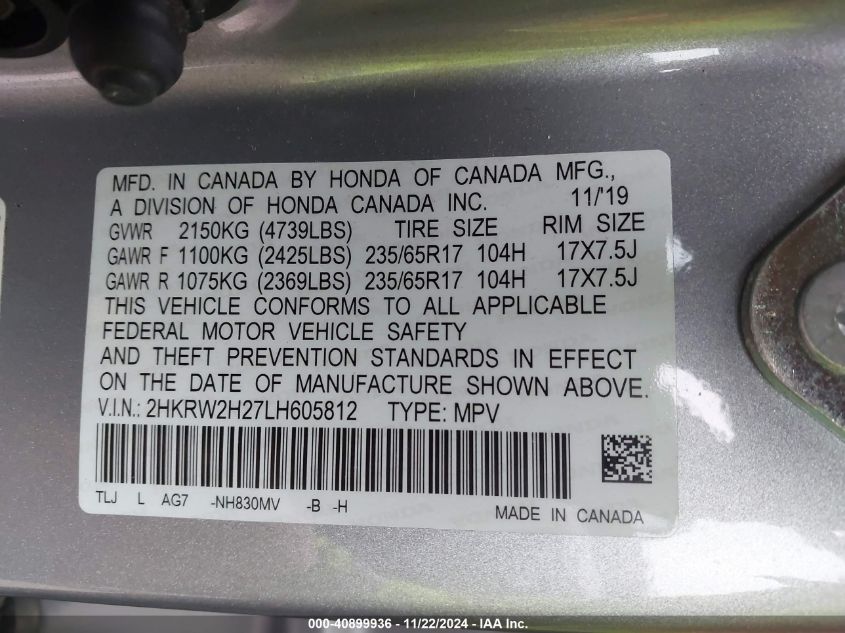 MFD. IN CANADA BY HONDA OF CANADA MFG.,
A DIVISION OF HONDA CANADA INC. 11/'19
GVWR 2150KG (4739LBS) TIRE SIZE RIM SIZE
GAWR F 1100KG (2425LBS) 235/65R17 104H 17X7.5J
GAWR R 1075KG (2369LBS) 235/65R17 104H 17X7.5J
THIS VEHICLE CONFORMS TO ALL APPLICABLE
FEDERAL MOTOR VEHICLE SAFETY
AND THEFT PREVENTION STANDARDS IN EFFECT
ON THE DATE OF MANUFACTURE SHOWN ABOVE.
V.I.N.: 2HKRW2H27LH605812 TYPE: MPV
TLJ L AG7 -NH830MV -B -H
MADE IN CANADA
000-40899936 - 11/22/2024 - IAA Inc.